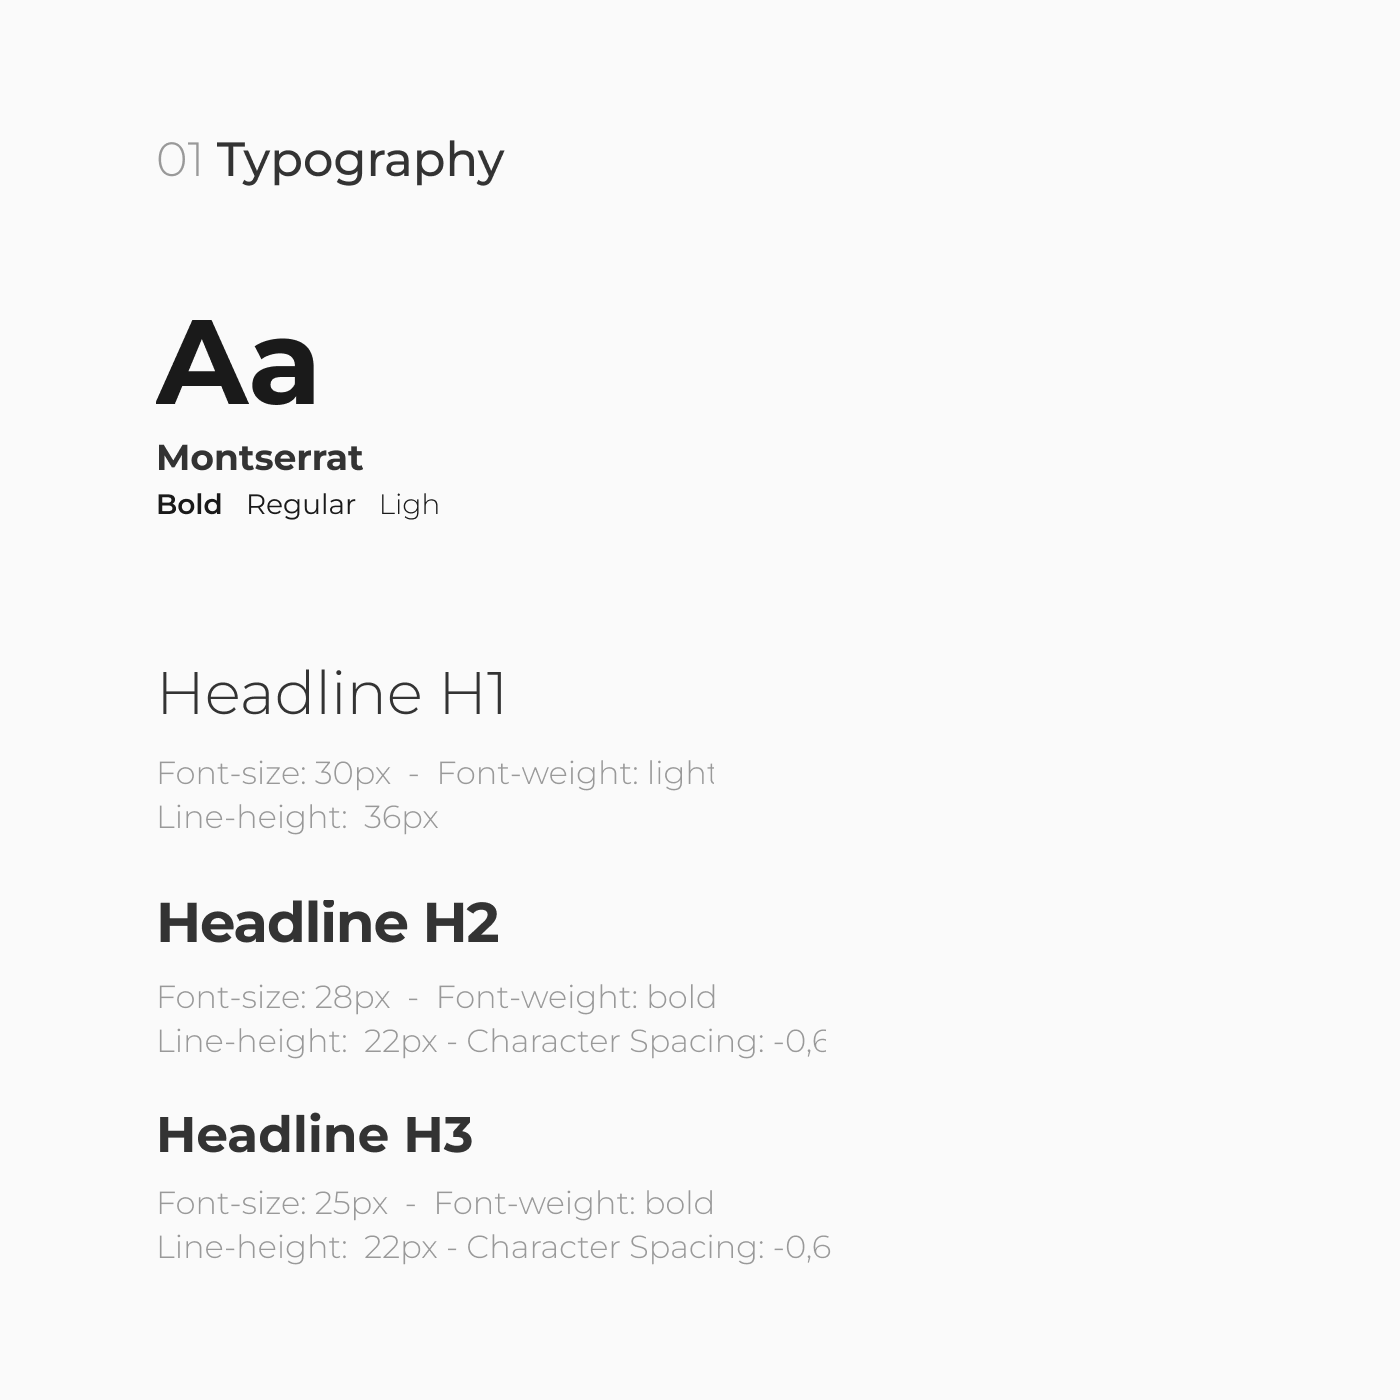 01 Typography
Aa
Montserrat
Bold Regular Ligh
Headline H1
Font-size: 30px - Font-weight: light
Line-height: 36px
Headline H2
Font-size: 28px - Font-weight: bold
Line-height: 22px - Character Spacing: -0,6
Headline H3
Font-size: 25px - Font-weight: bold
Line-height: 22px - Character Spacing: -0,6